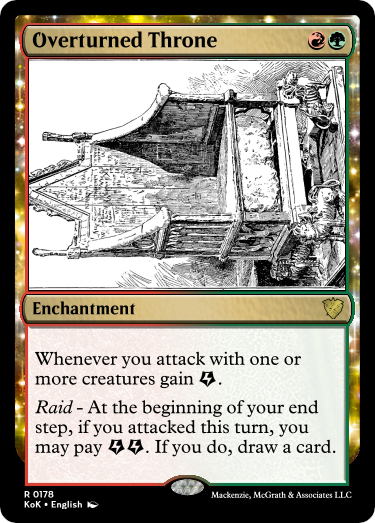 Overturned Throne
Enchantment
Whenever you attack with one or
more creatures gain .
Raid - At the beginning of your end
step, if you attacked this turn, you
may pay . If you do, draw a card.
R 0178
KoK • English
Mackenzie, McGrath & Associates LLC